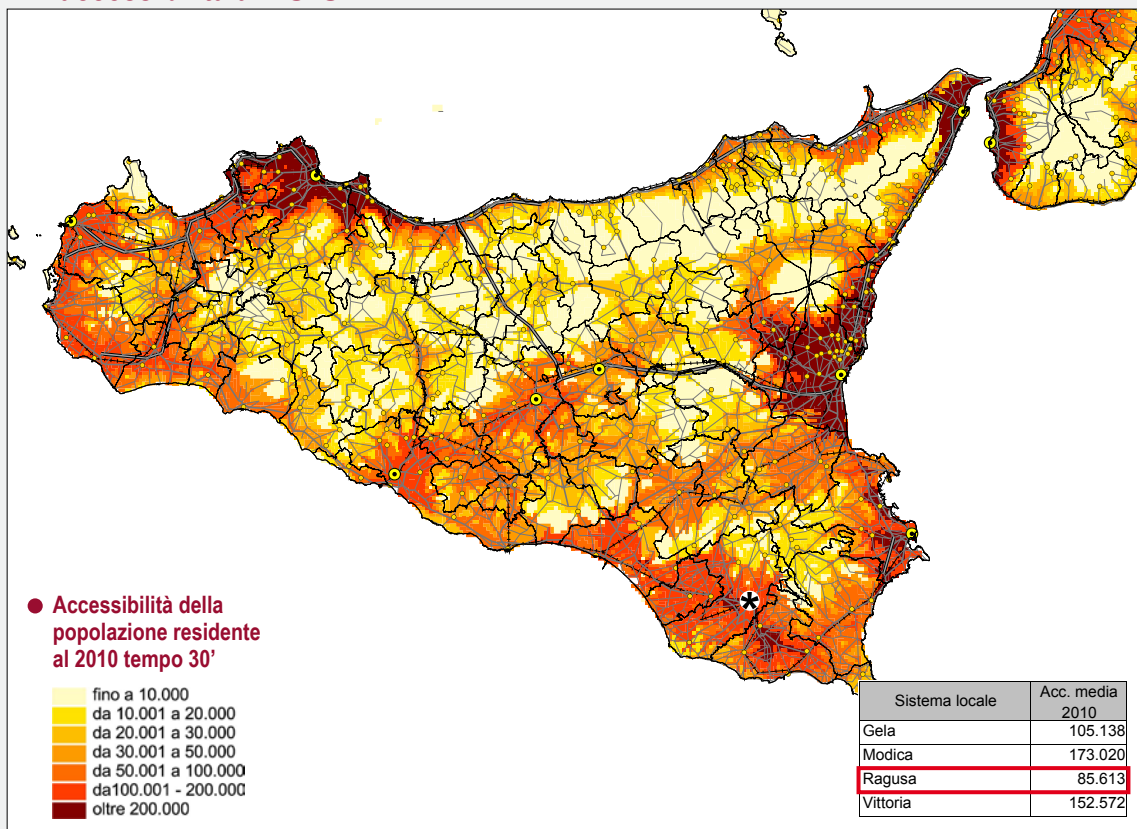 ● Accessibilità della
popolazione residente
al 2010 tempo 30'
fino a 10.000
da 10.001 a 20.000
da 20.001 a 30.000
da 30.001 a 50.000
da 50.001 a 100.000
da100.001 - 200.000
oltre 200.000
Sistema locale Acc. media 2010
Gela 105.138
Modica 173.020
Ragusa 85.613
Vittoria 152.572